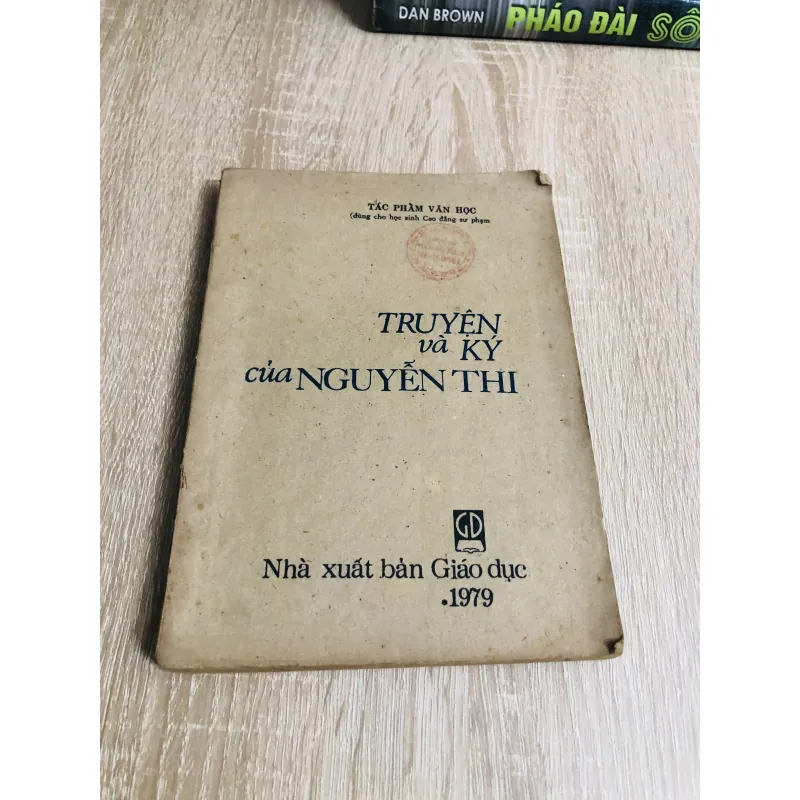 DAN BROWN PHÁO ĐÀI SỐ
TÁC PHẨM VĂN HỌC
(dùng cho học sinh Cao đẳng sư phạm
TRUYỆN
và KÝ
của NGUYỄN THI
GD
Nhà xuất bản Giáo dục
.1979